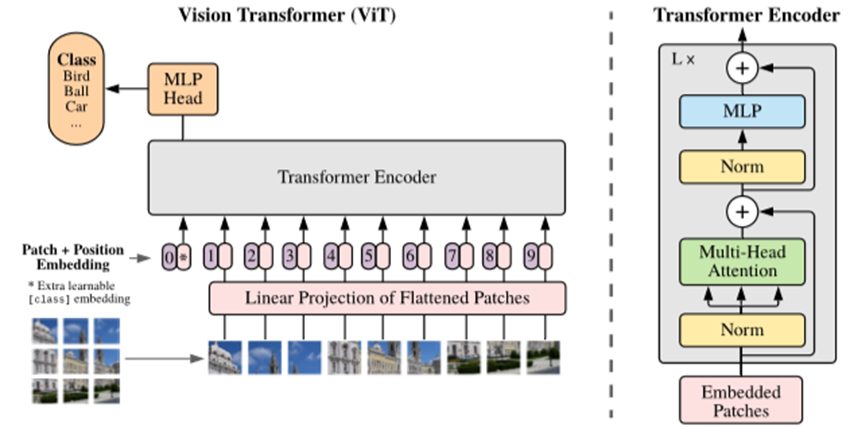 Vision Transformer (ViT)
Class
Bird
Ball
Car
...
MLP
Head
Transformer Encoder
Patch + Position
Embedding
* Extra learnable
[class] embedding
0 * 1 2 3 4 5 6 7 8 9
Linear Projection of Flattened Patches
Transformer Encoder
L ×
+
MLP
Norm
+
Multi-Head
Attention
Norm
Embedded
Patches